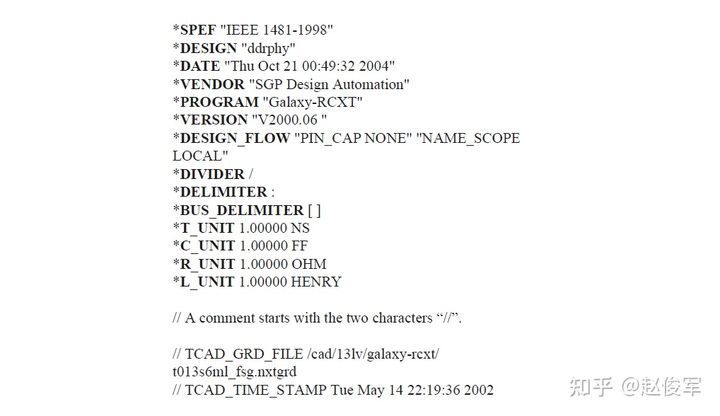 *SPEF "IEEE 1481-1998"
*DESIGN "ddrphy"
*DATE "Thu Oct 21 00:49:32 2004"
*VENDOR "SGP Design Automation"
*PROGRAM "Galaxy-RCXT"
*VERSION "V2000.06 "
*DESIGN_FLOW "PIN_CAP NONE" "NAME_SCOPE
LOCAL"
*DIVIDER /
*DELIMITER :
*BUS_DELIMITER [ ]
*T_UNIT 1.00000 NS
*C_UNIT 1.00000 FF
*R_UNIT 1.00000 OHM
*L_UNIT 1.00000 HENRY
// A comment starts with the two characters “//”.
// TCAD_GRD_FILE /cad/13lv/galaxy-rcxt/
t013s6ml_fsg.nxtgrd
// TCAD_TIME_STAMP Tue May 14 22:19:36 2002
知乎 @赵俊军